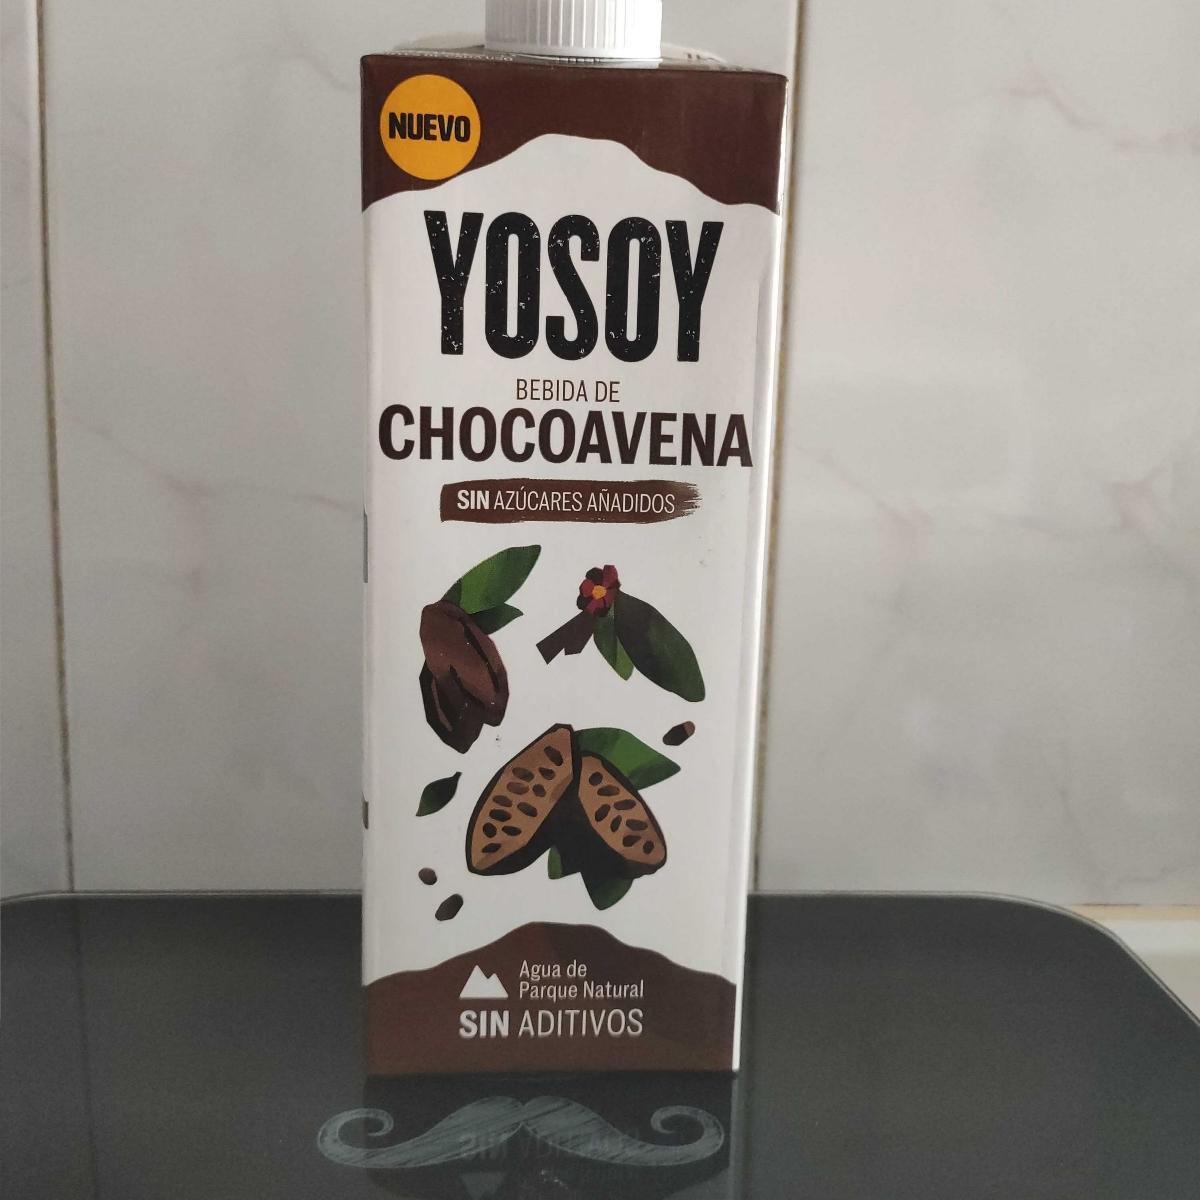 NUEVO
YOSOY
BEBIDA DE
CHOCOAVENA
SIN AZÚCARES AÑADIDOS
Agua de
Parque Natural
SIN ADITIVOS